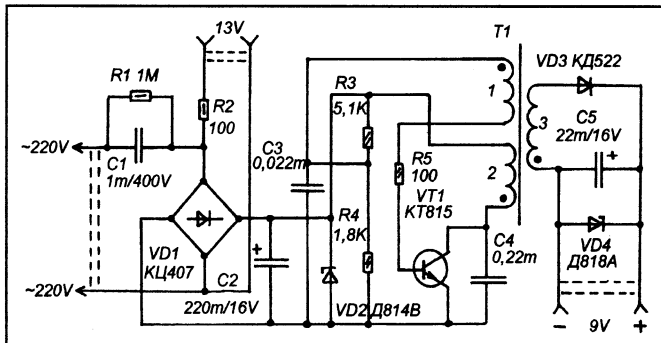 13V
T1
R1 1M
R2
100
R3
5,1K
1
VD3 КД522
~220V
C1
1m/400V
C3
0,022m
R5
100
VT1
КТ815
2
3
C5
22m/16V
+
VD1
КЦ407
+
C2
220m/16V
R4
1,8K
VD2 Д814В
C4
0,22m
VD4
Д818А
~220V
− 9V +